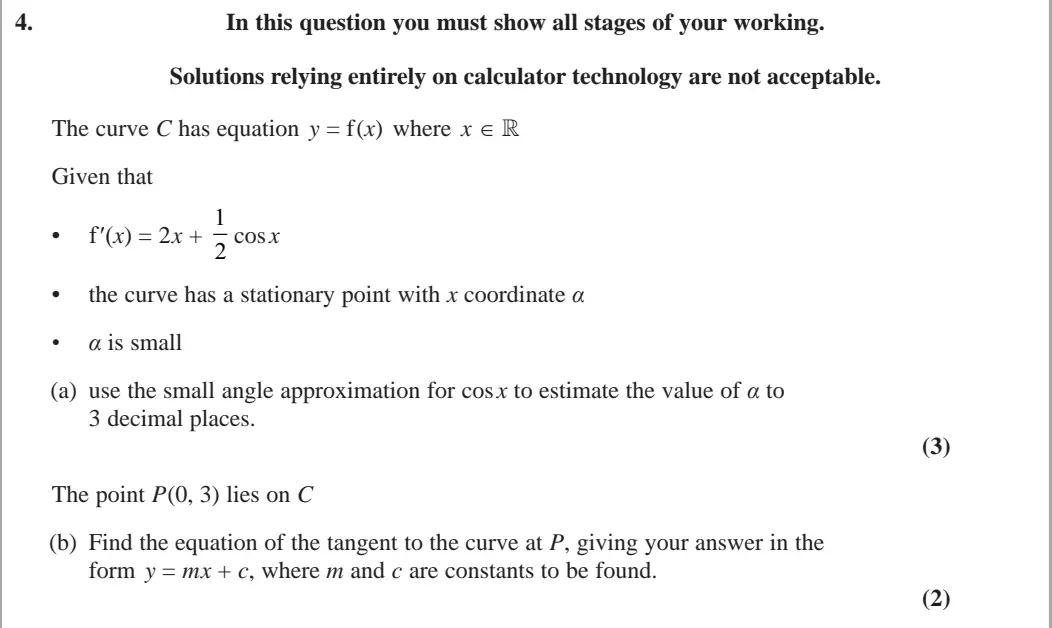 4. In this question you must show all stages of your working.
Solutions relying entirely on calculator technology are not acceptable.
The curve C has equation y = f(x) where x ∈ ℝ
Given that
• f′(x) = 2x + 1/2 cos x
• the curve has a stationary point with x coordinate α
• α is small
(a) use the small angle approximation for cos x to estimate the value of α to
3 decimal places.
(3)
The point P(0, 3) lies on C
(b) Find the equation of the tangent to the curve at P, giving your answer in the
form y = mx + c, where m and c are constants to be found.
(2)